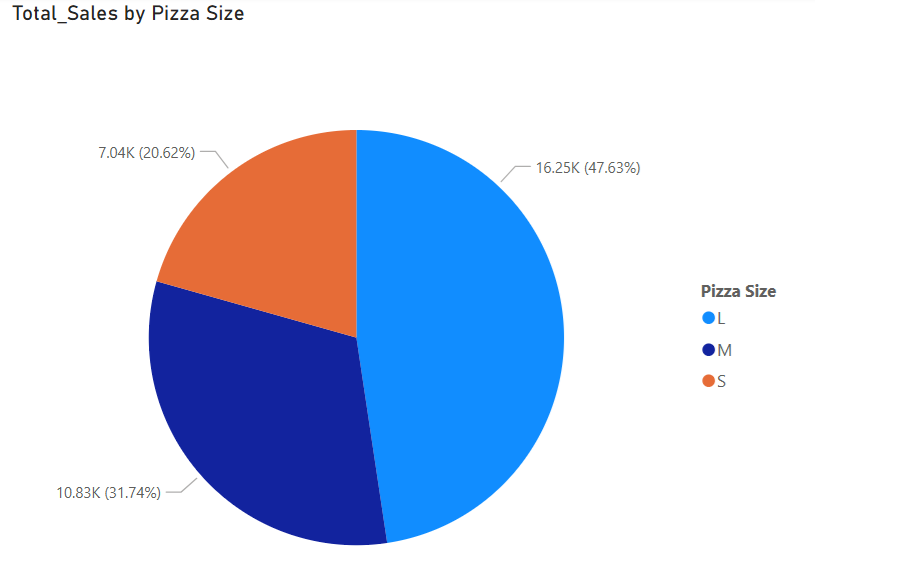 Total_Sales by Pizza Size
7.04K (20.62%)
16.25K (47.63%)
10.83K (31.74%)
Pizza Size
L
M
S